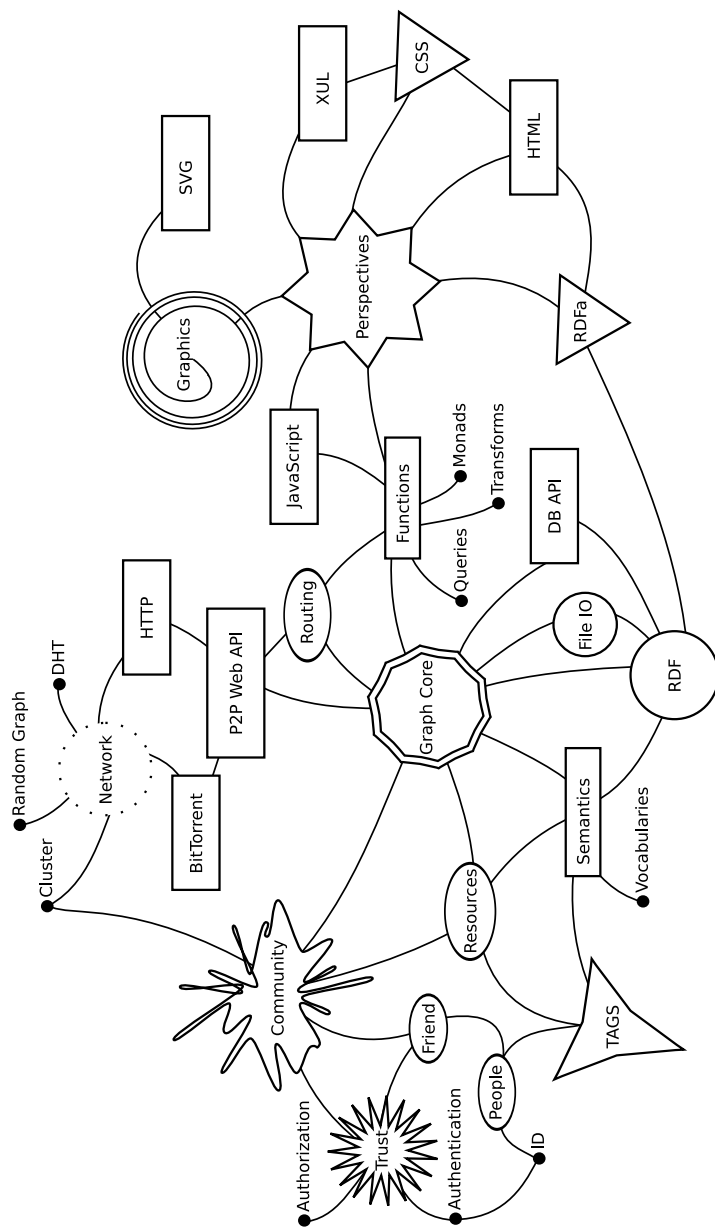 Random Graph
DHT
Cluster
Network
HTTP
BitTorrent
P2P Web API
SVG
Graphics
XUL
CSS
HTML
Perspectives
RDFa
JavaScript
Functions
Monads
Transforms
Queries
Routing
DB API
File IO
RDF
Graph Core
Semantics
Vocabularies
Resources
Community
Friend
People
TAGS
Authorization
Trust
Authentication
ID